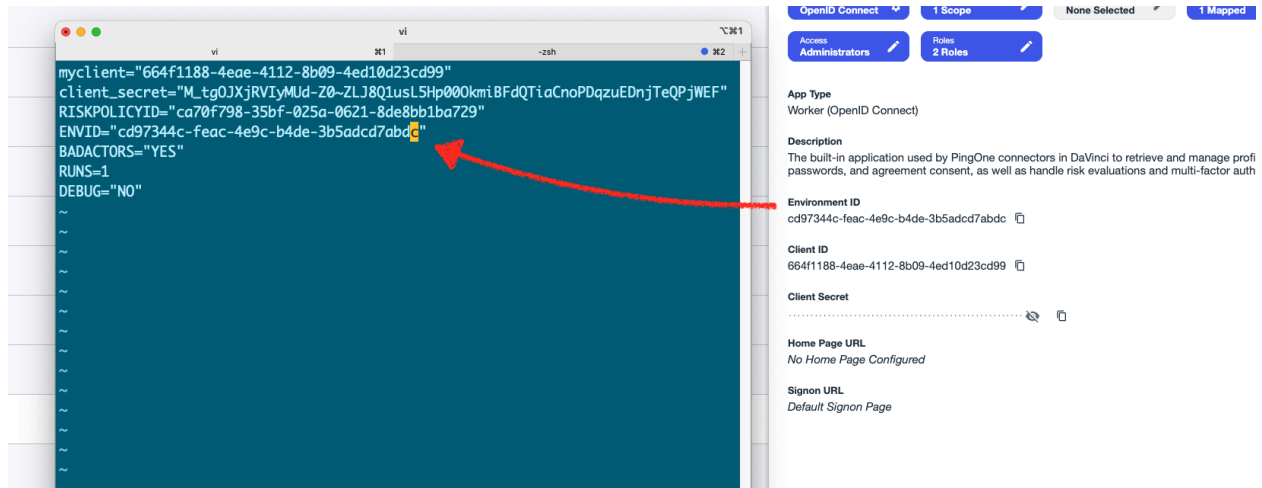 vi
⌥⌘1
vi
⌘1
-zsh
⌘2
+
myclient="664f1188-4eae-4112-8b09-4ed10d23cd99"
client_secret="M_tgOJXjRVIyMUd-Z0~ZLJ8Q1usL5Hp00OkmiBFdQTiaCnoPDqzuEDnjTeQPjWEF"
RISKPOLICYID="ca70f798-35bf-025a-0621-8de8bb1ba729"
ENVID="cd97344c-feac-4e9c-b4de-3b5adcd7abdc"
BADACTORS="YES"
RUNS=1
DEBUG="NO"
~
~
~
~
~
~
~
~
~
~
~
~
~
~
OpenID Connect
1 Scope
None Selected
1 Mapped
Access
Administrators
Roles
2 Roles
App Type
Worker (OpenID Connect)
Description
The built-in application used by PingOne connectors in DaVinci to retrieve and manage profi
passwords, and agreement consent, as well as handle risk evaluations and multi-factor auth
Environment ID
cd97344c-feac-4e9c-b4de-3b5adcd7abdc
Client ID
664f1188-4eae-4112-8b09-4ed10d23cd99
Client Secret
Home Page URL
No Home Page Configured
Signon URL
Default Signon Page